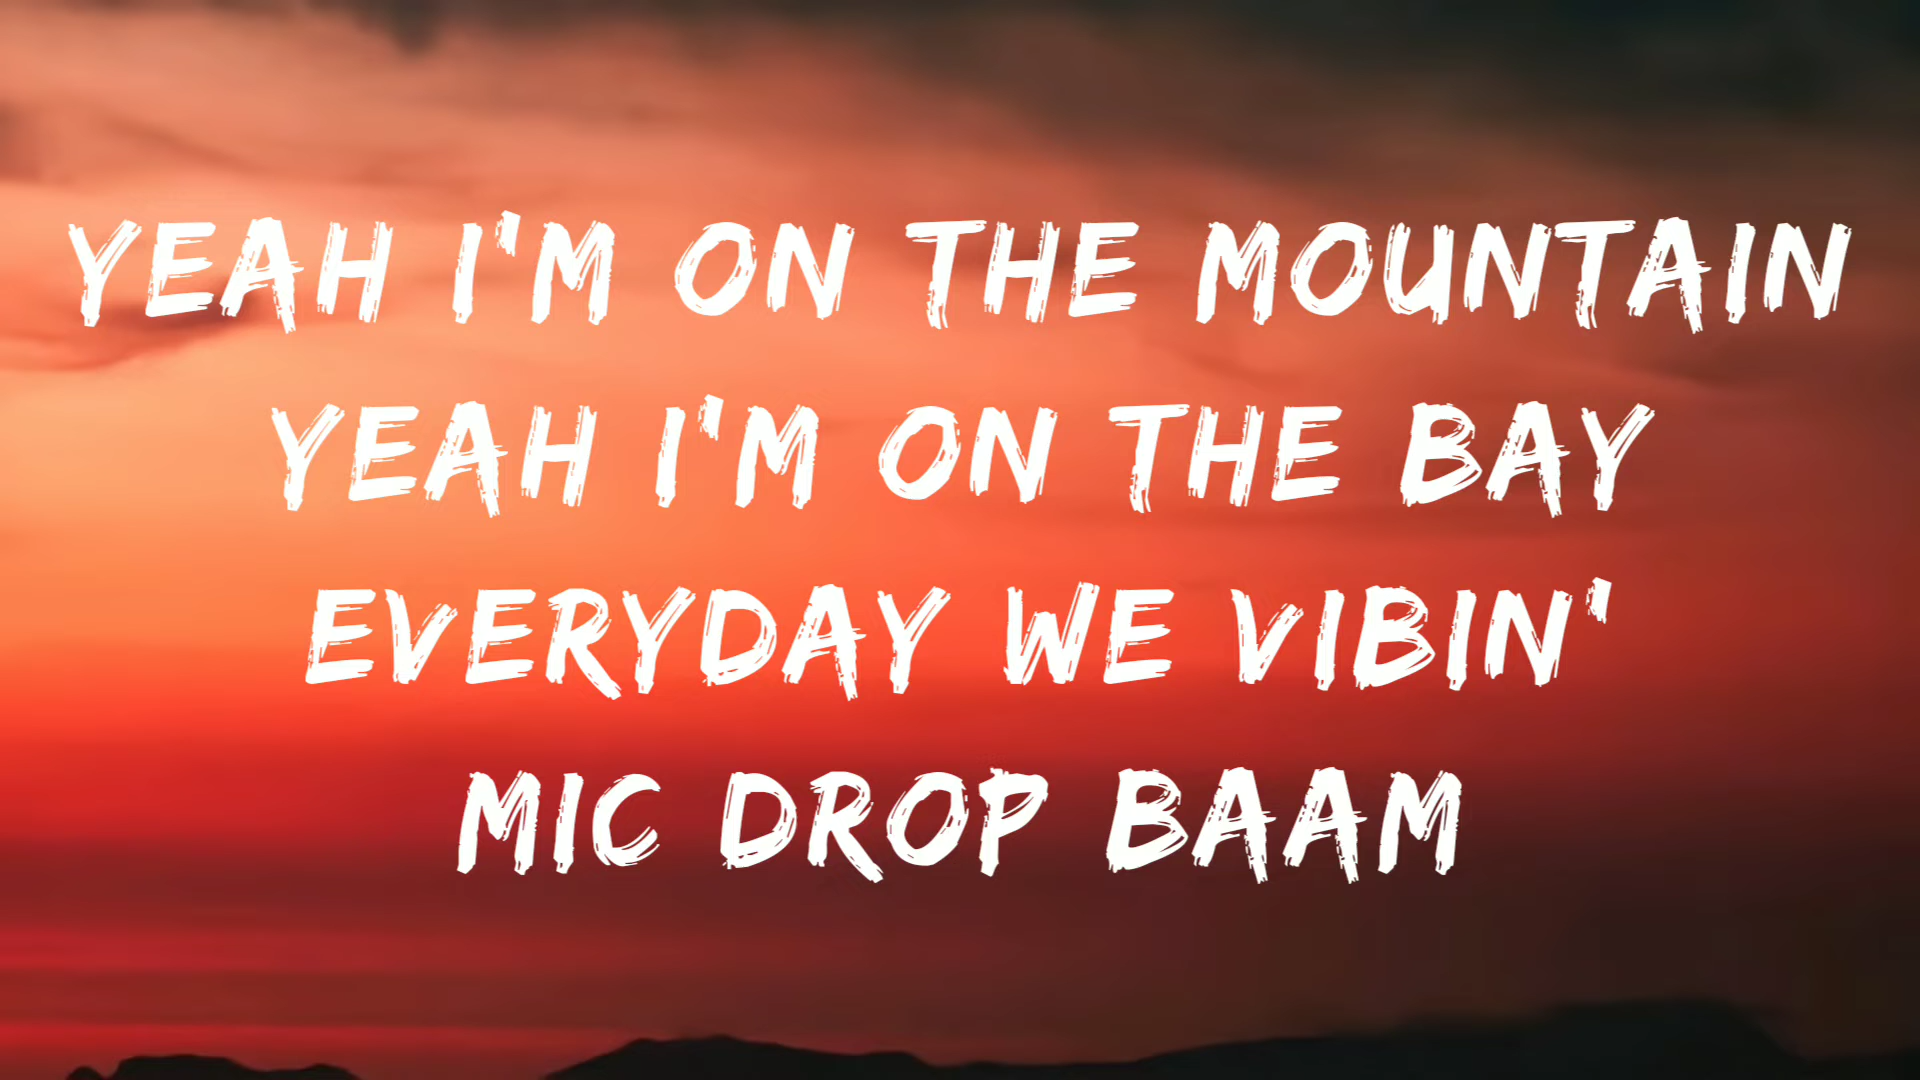 YEAH I'M ON THE MOUNTAIN
YEAH I'M ON THE BAY
EVERYDAY WE VIBIN'
MIC DROP BAAM